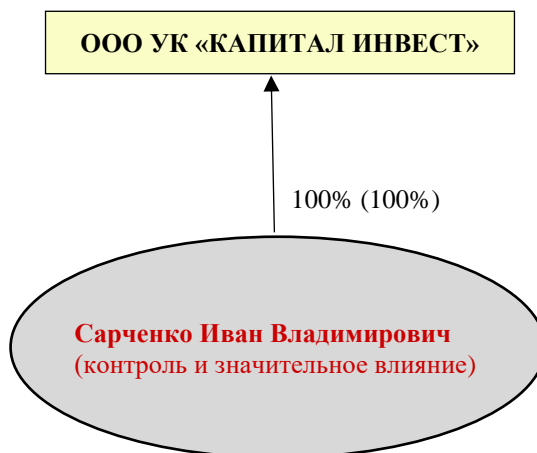 ООО УК «КАПИТАЛ ИНВЕСТ»
100% (100%)
Сарченко Иван Владимирович
(контроль и значительное влияние)